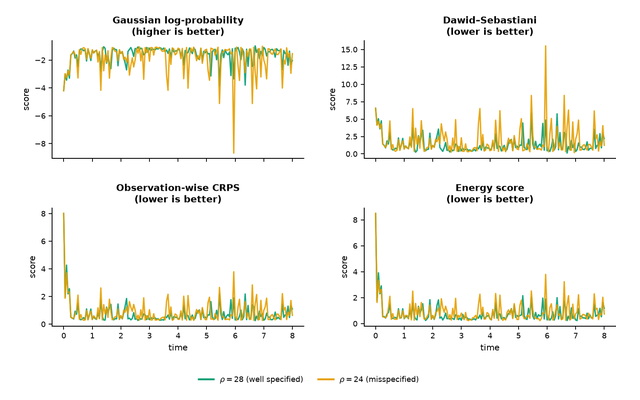 Gaussian log-probability
(higher is better)
Dawid–Sebastiani
(lower is better)
score
−2
−4
−6
−8
score
15.0
12.5
10.0
7.5
5.0
2.5
0.0
Observation-wise CRPS
(lower is better)
Energy score
(lower is better)
score
8
6
4
2
0
0 1 2 3 4 5 6 7 8
time
score
8
6
4
2
0
0 1 2 3 4 5 6 7 8
time
ρ = 28 (well specified)
ρ = 24 (misspecified)